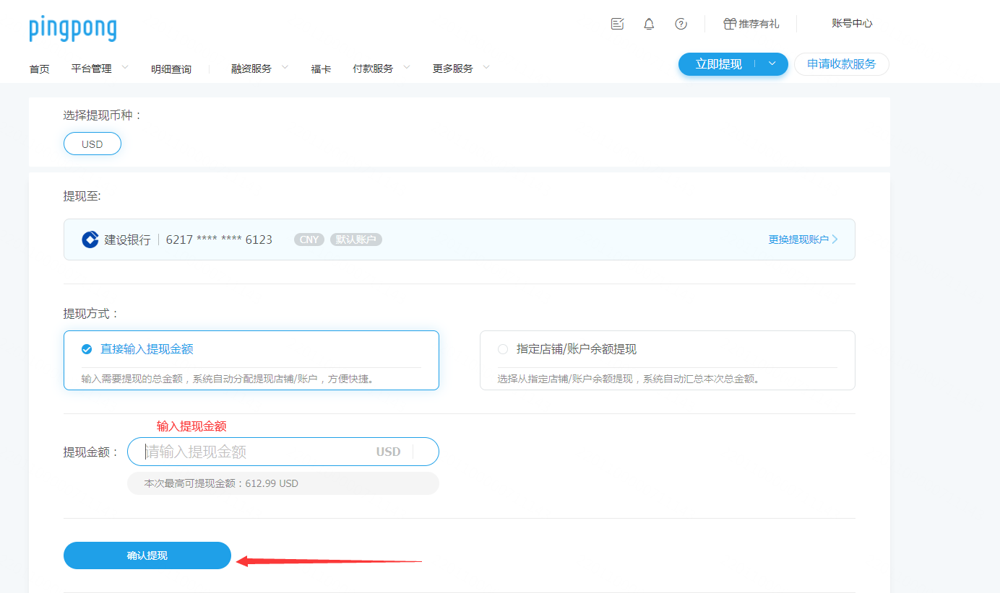 pingpong
推荐有礼
账号中心
首页 平台管理 明细查询 融资服务 福卡 付款服务 更多服务 立即提现 申请收款服务
选择提现币种：
USD
提现至:
建设银行 6217 **** **** 6123 CNY 默认账户 更换提现账户
提现方式：
直接输入提现金额
输入需要提现的总金额，系统自动分配提现店铺/账户，方便快捷。
指定店铺/账户余额提现
选择从指定店铺/账户余额提现，系统自动汇总本次总金额。
输入提现金额
提现金额： 请输入提现金额 USD
本次最高可提现金额：612.99 USD
确认提现